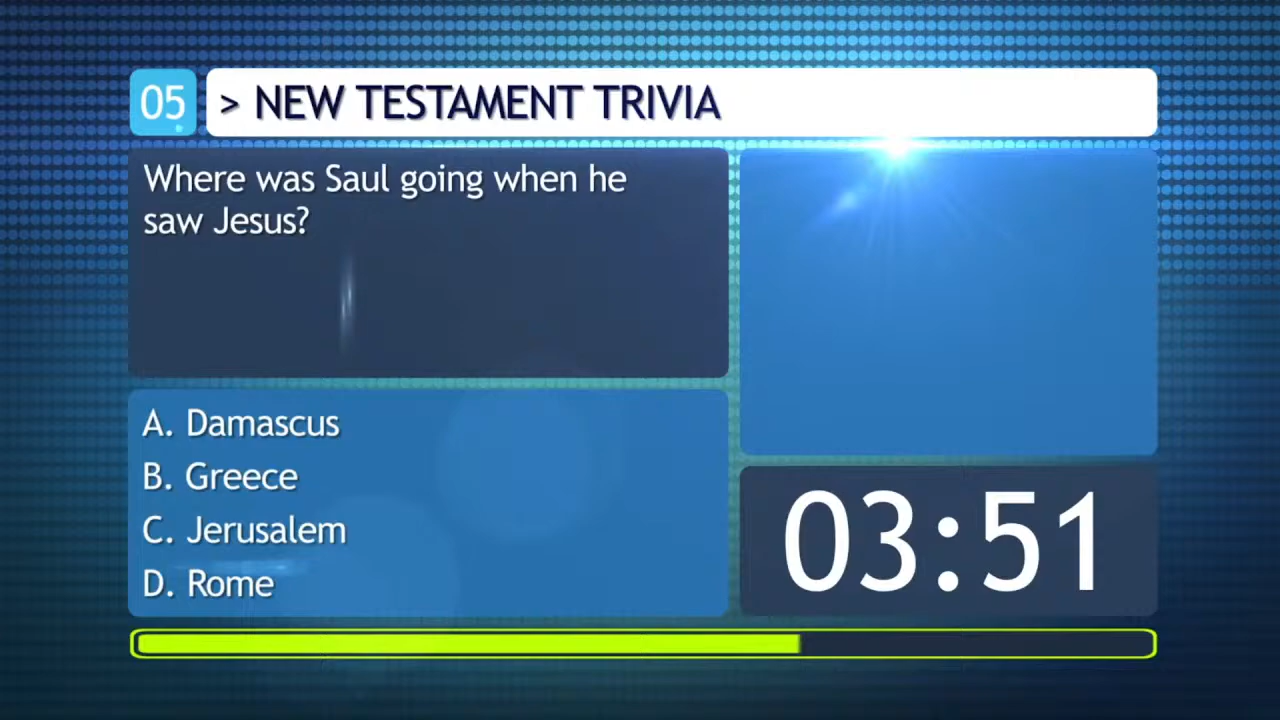 05 > NEW TESTAMENT TRIVIA
Where was Saul going when he
saw Jesus?
A. Damascus
B. Greece
C. Jerusalem
D. Rome
03:51